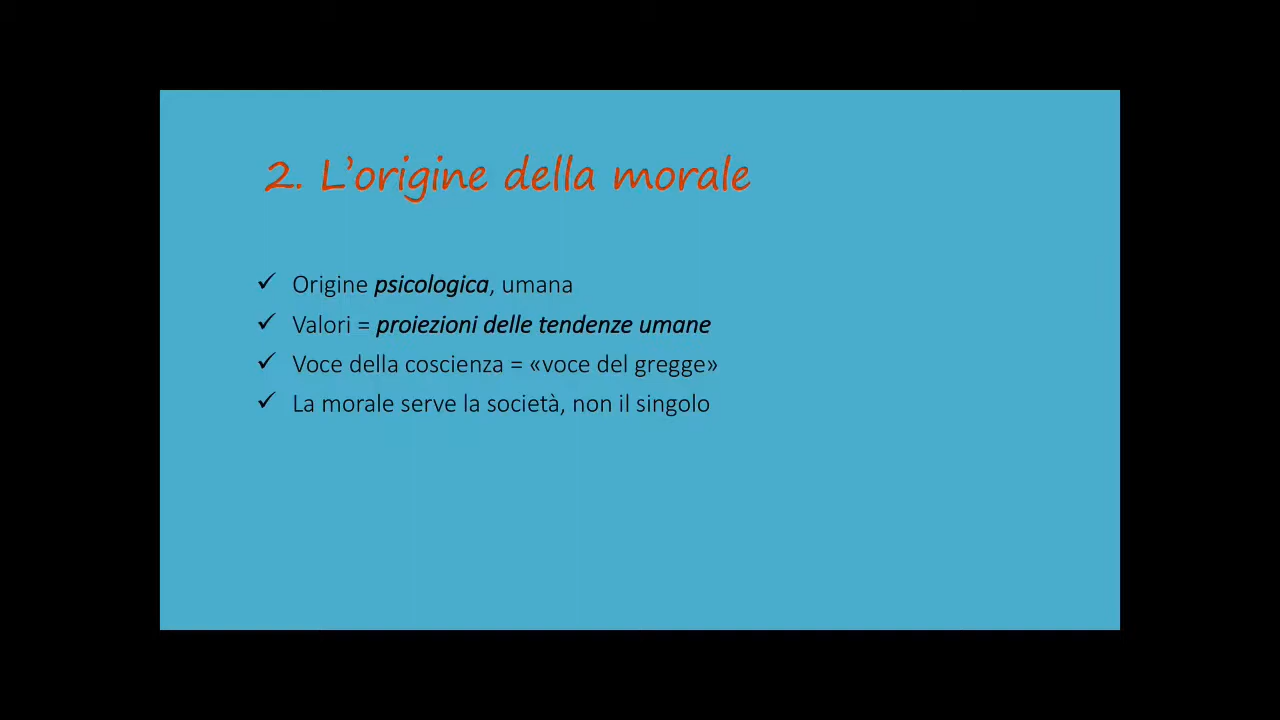 2. L’origine della morale
✓ Origine psicologica, umana
✓ Valori = proiezioni delle tendenze umane
✓ Voce della coscienza = «voce del gregge»
✓ La morale serve la società, non il singolo